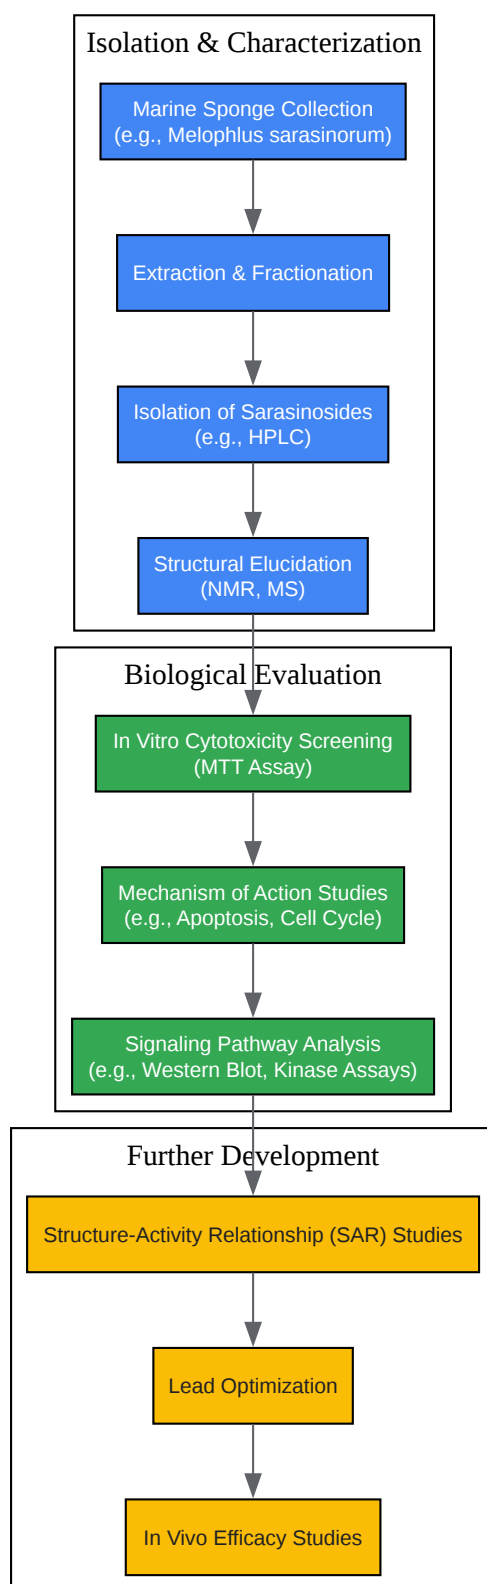 Isolation & Characterization
Marine Sponge Collection
(e.g., Melophlus sarasinorum)
Extraction & Fractionation
Isolation of Sarasinosides
(e.g., HPLC)
Structural Elucidation
(NMR, MS)
Biological Evaluation
In Vitro Cytotoxicity Screening
(MTT Assay)
Mechanism of Action Studies
(e.g., Apoptosis, Cell Cycle)
Signaling Pathway Analysis
(e.g., Western Blot, Kinase Assays)
Further Development
Structure-Activity Relationship (SAR) Studies
Lead Optimization
In Vivo Efficacy Studies